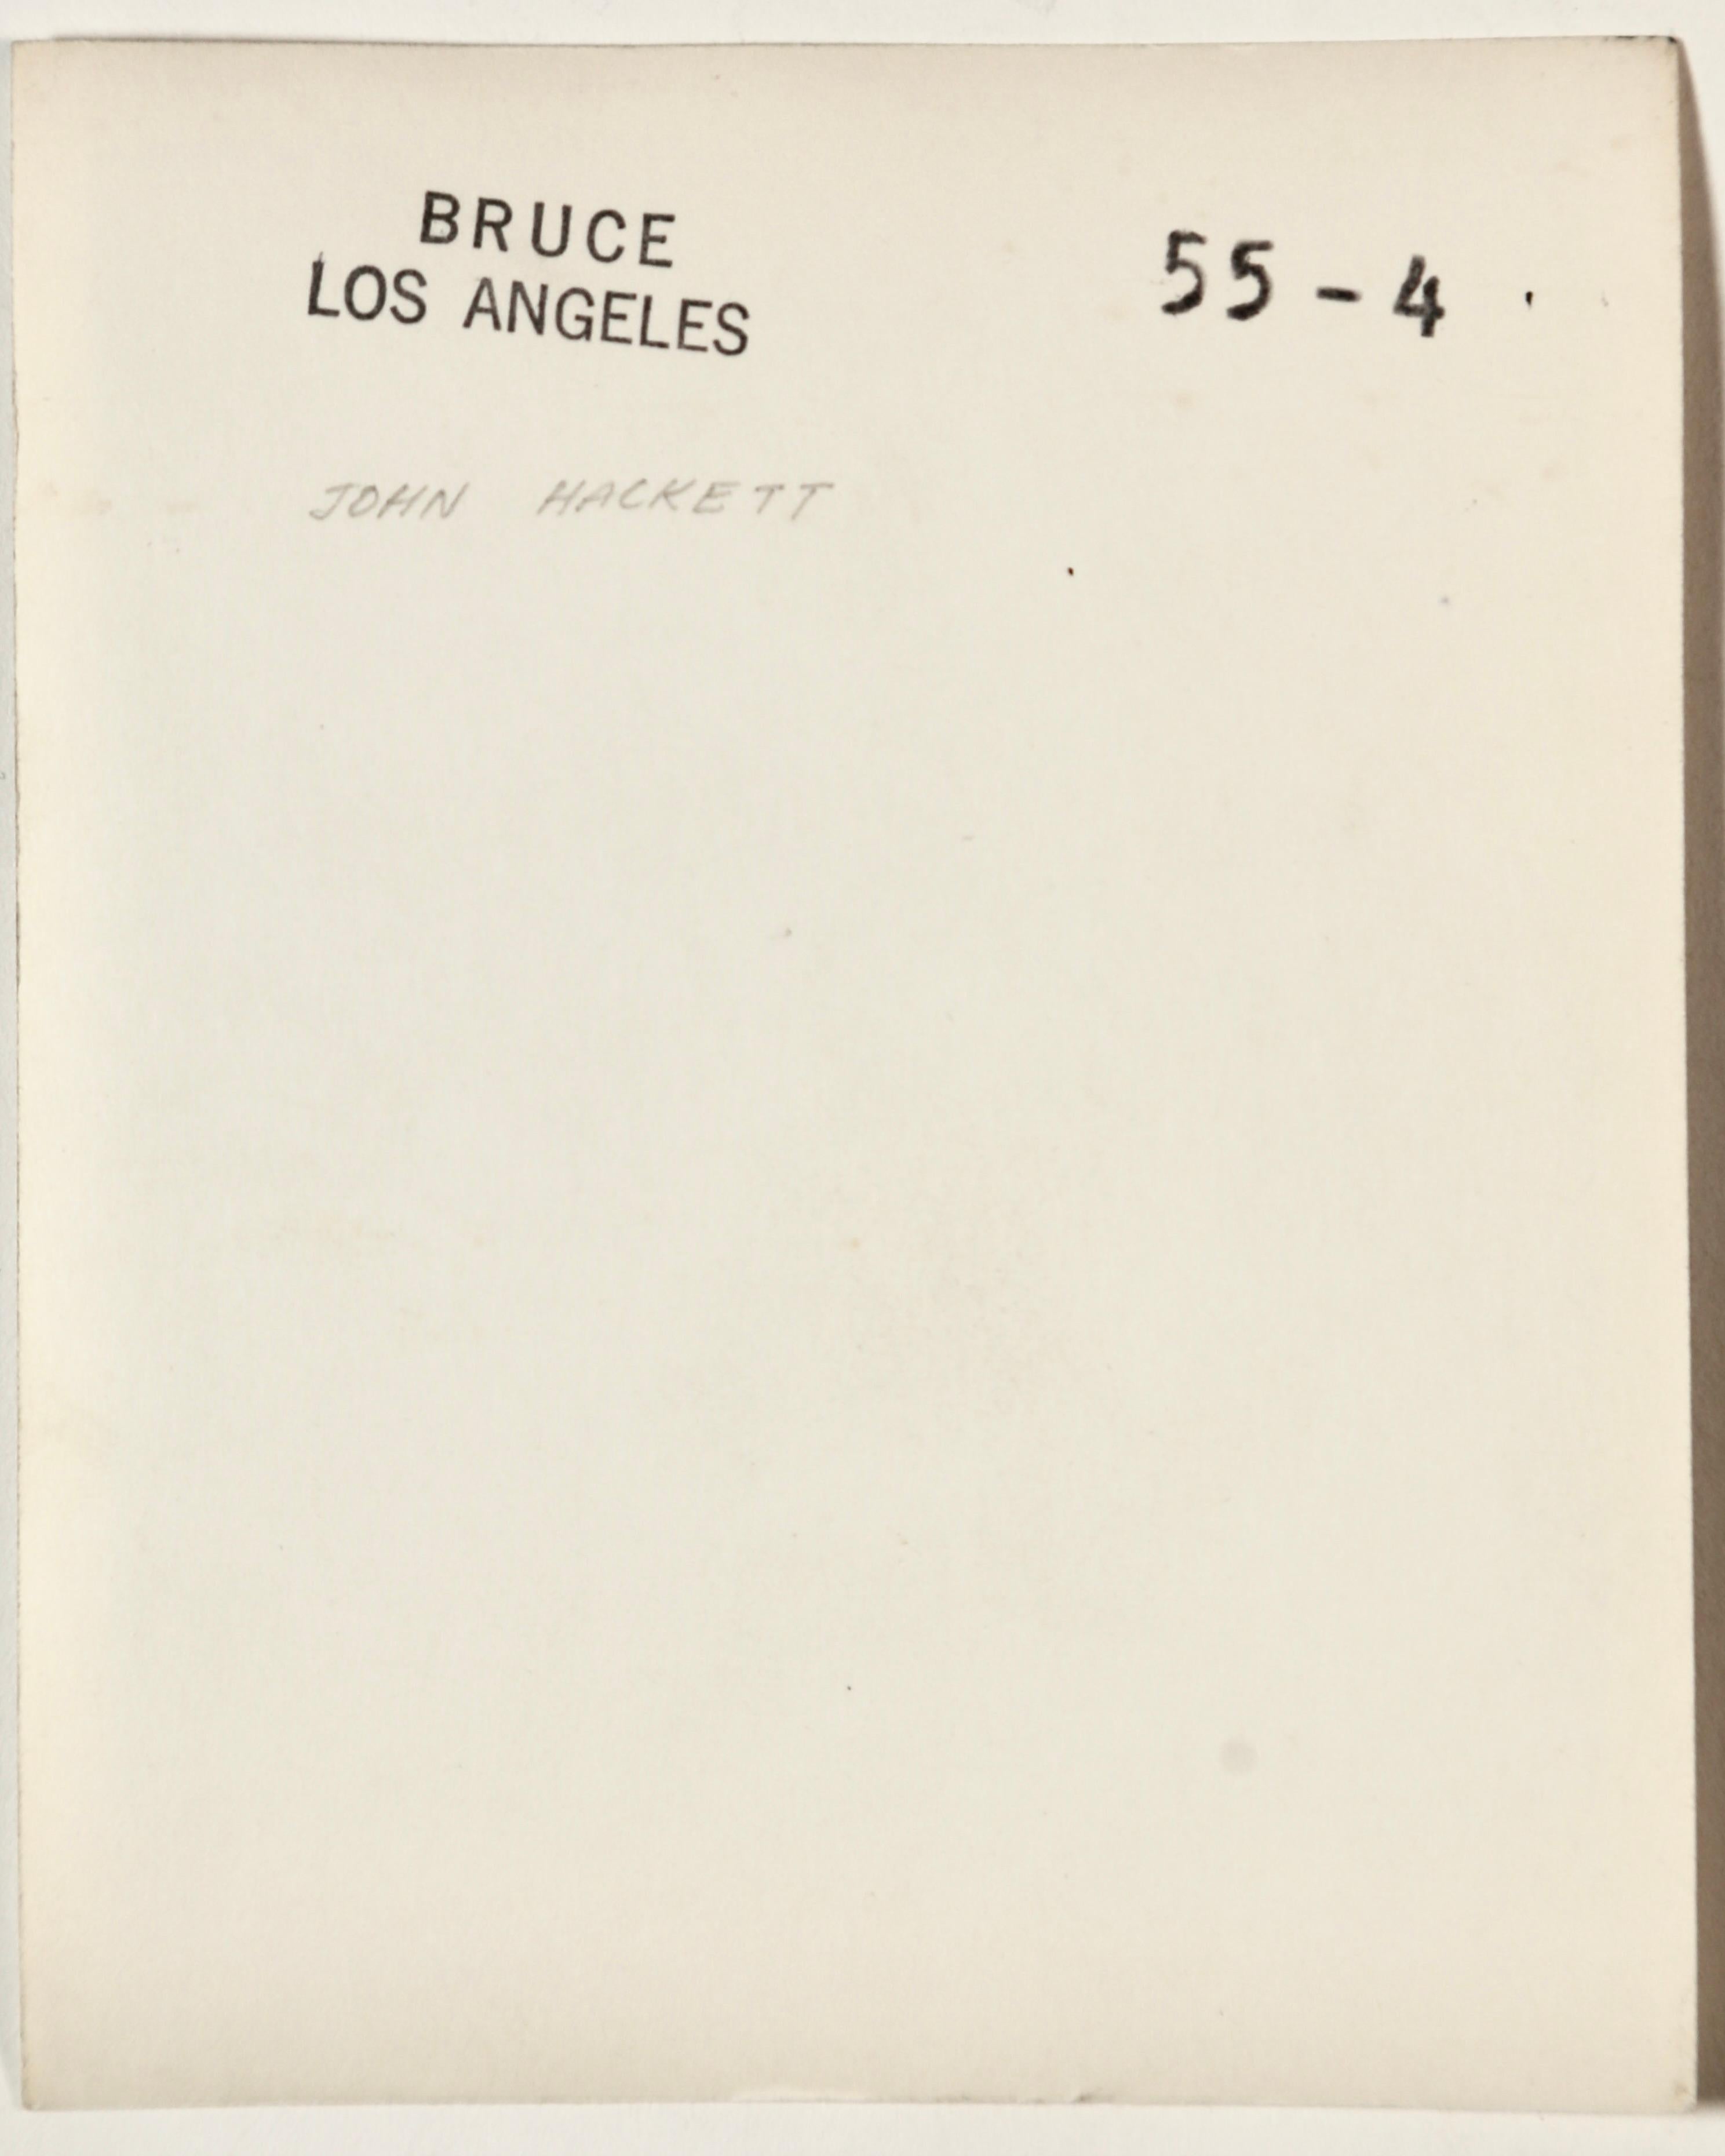 BRUCE
LOS ANGELES
55-4
JOHN HACKETT